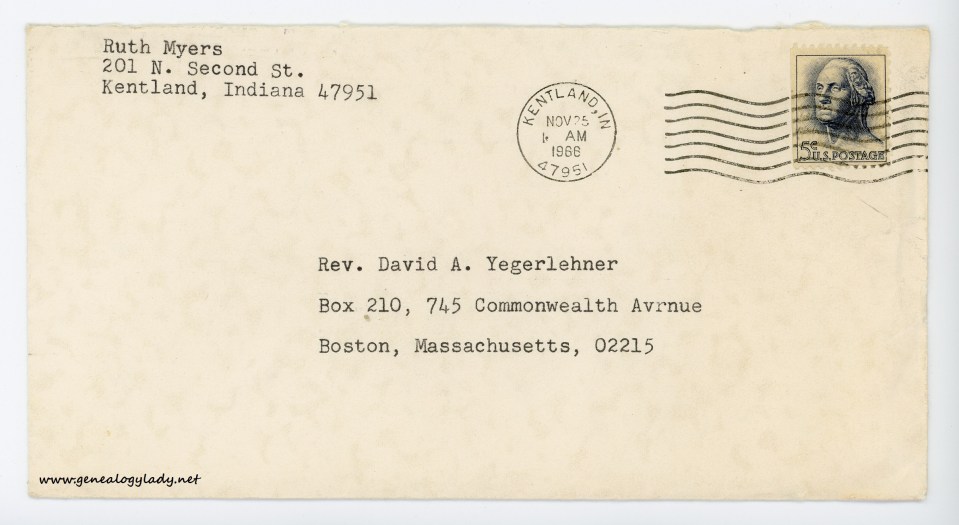 Ruth Myers
201 N. Second St.
Kentland, Indiana 47951
KENTLAND, IN
NOV 25
AM
1966
47951
5¢ U.S. POSTAGE
Rev. David A. Yegerlehner
Box 210, 745 Commonwealth Avrnue
Boston, Massachusetts, 02215
www.genealogylady.net